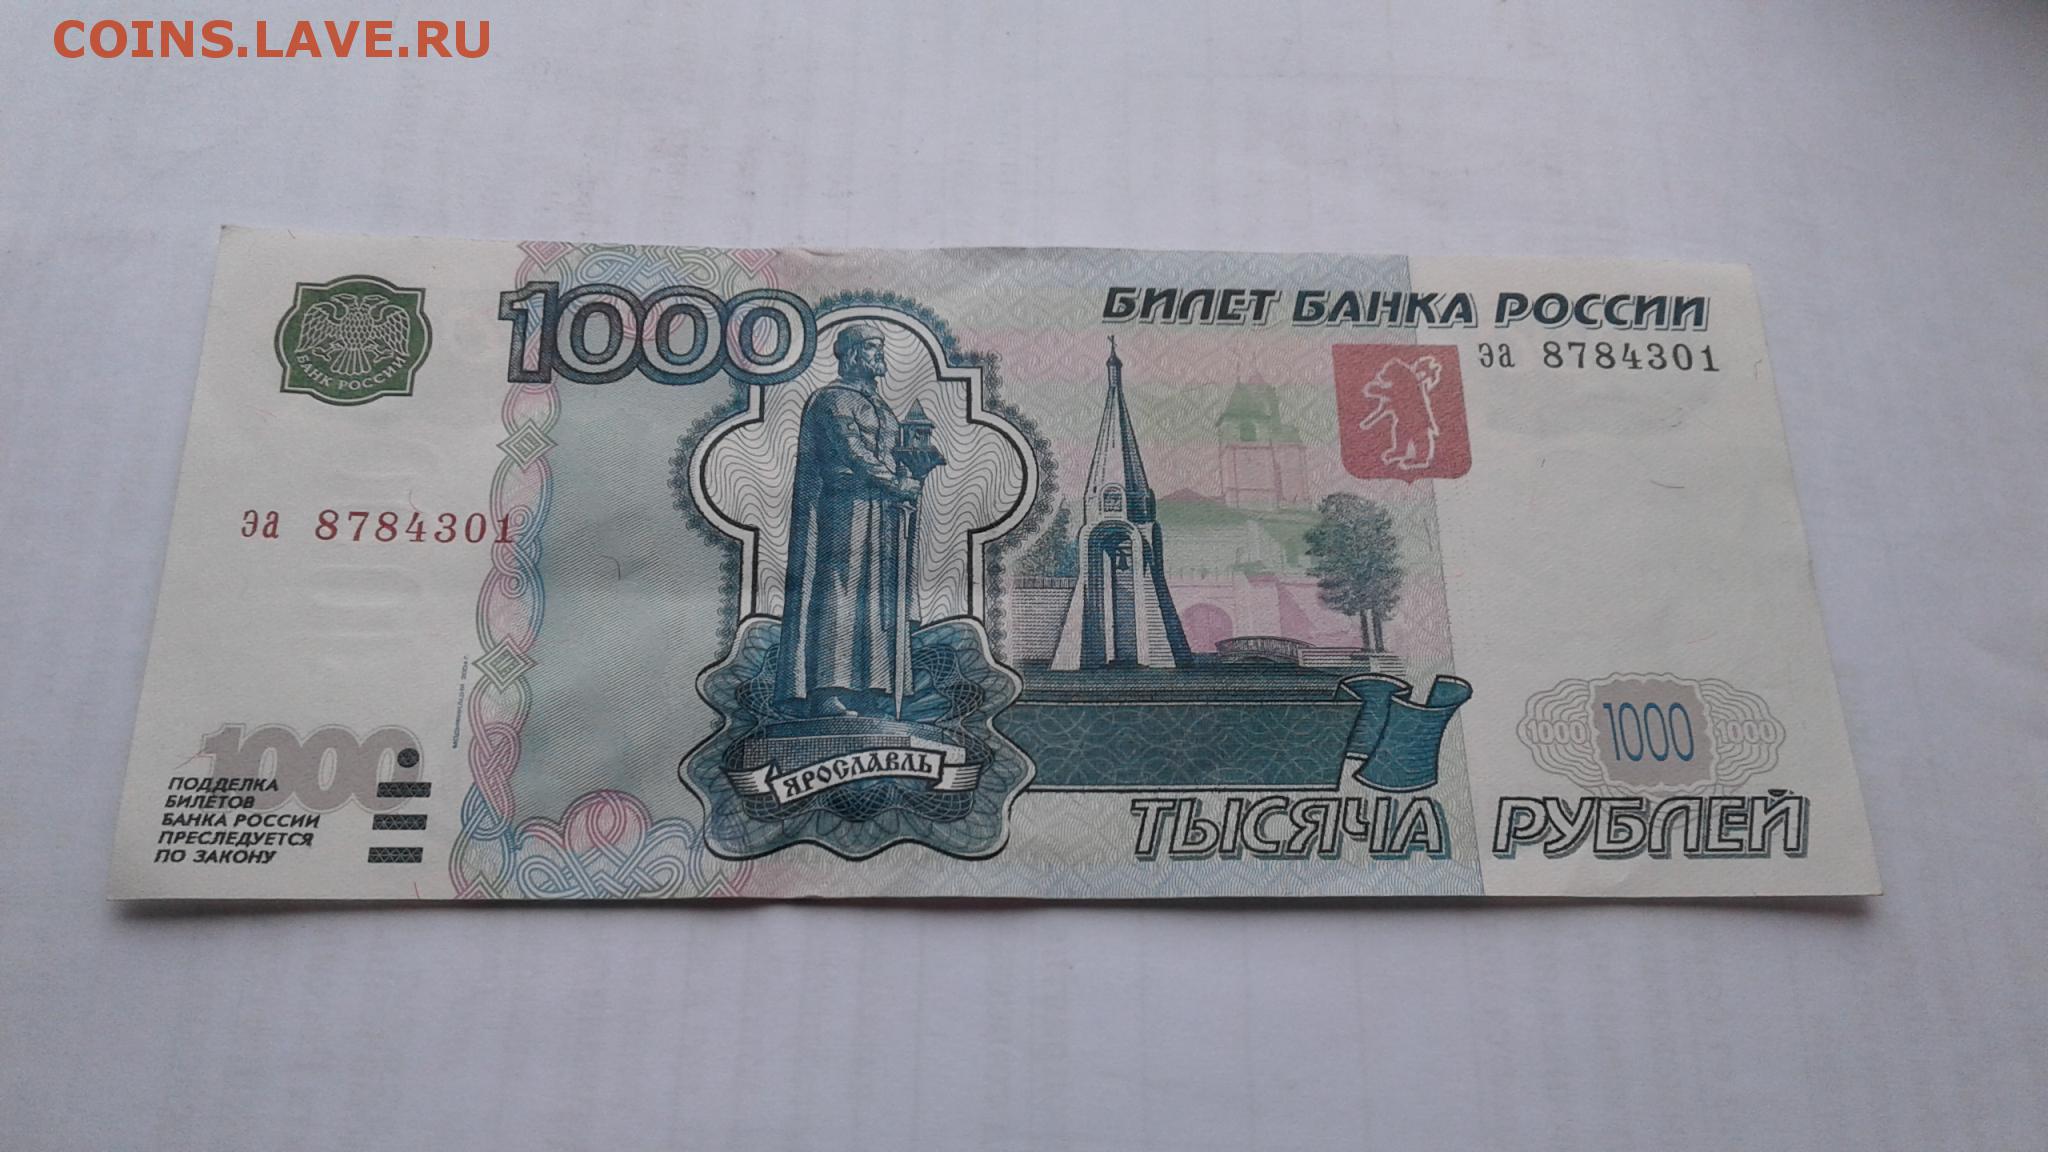 COINS.LAVE.RU
БИЛЕТ БАНКА РОССИИ
эа 8784301
1000
БАНК РОССИИ
эа 8784301
ЯРОСЛАВЛЬ
1000
ПОДДЕЛКА
БИЛЕТОВ
БАНКА РОССИИ
ПРЕСЛЕДУЕТСЯ
ПО ЗАКОНУ
1000 1000 1000
ТЫСЯЧА РУБЛЕЙ